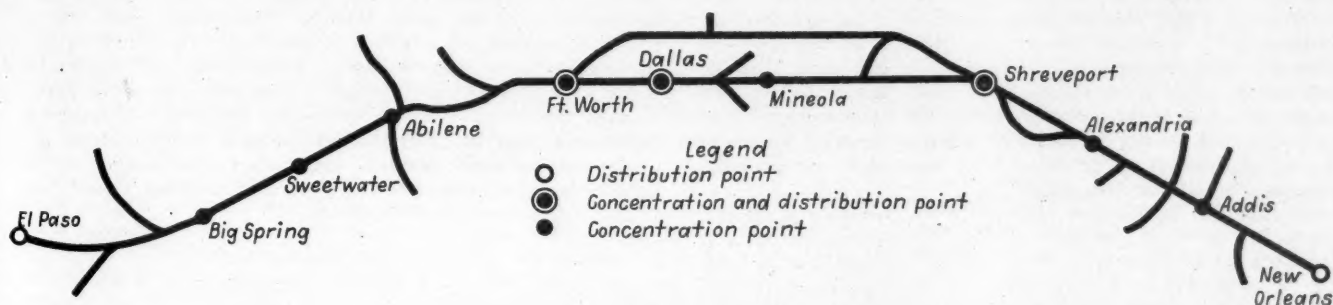 Dallas
Shreveport
Ft. Worth
Mineola
Abilene
Alexandria
Legend
Distribution point
Sweetwater
Concentration and distribution point
Addis
El Paso
Big Spring
Concentration point
New
Orleans